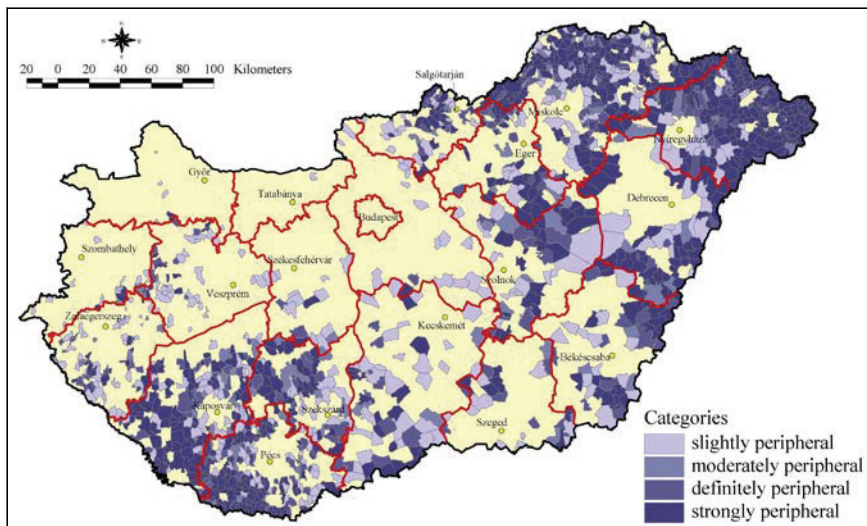 N
20 0 20 40 60 80 100 Kilometers
Salgótarján
Miskolc
Nyíregyháza
Eger
Győr
Tatabánya
Debrecen
Budapest
Szombathely
Székesfehérvár
Veszprém
Szolnok
Zalaegerszeg
Kecskemét
Békéscsaba
Kaposvár
Szekszárd
Szeged
Pécs
Categories
slightly peripheral
moderately peripheral
definitely peripheral
strongly peripheral